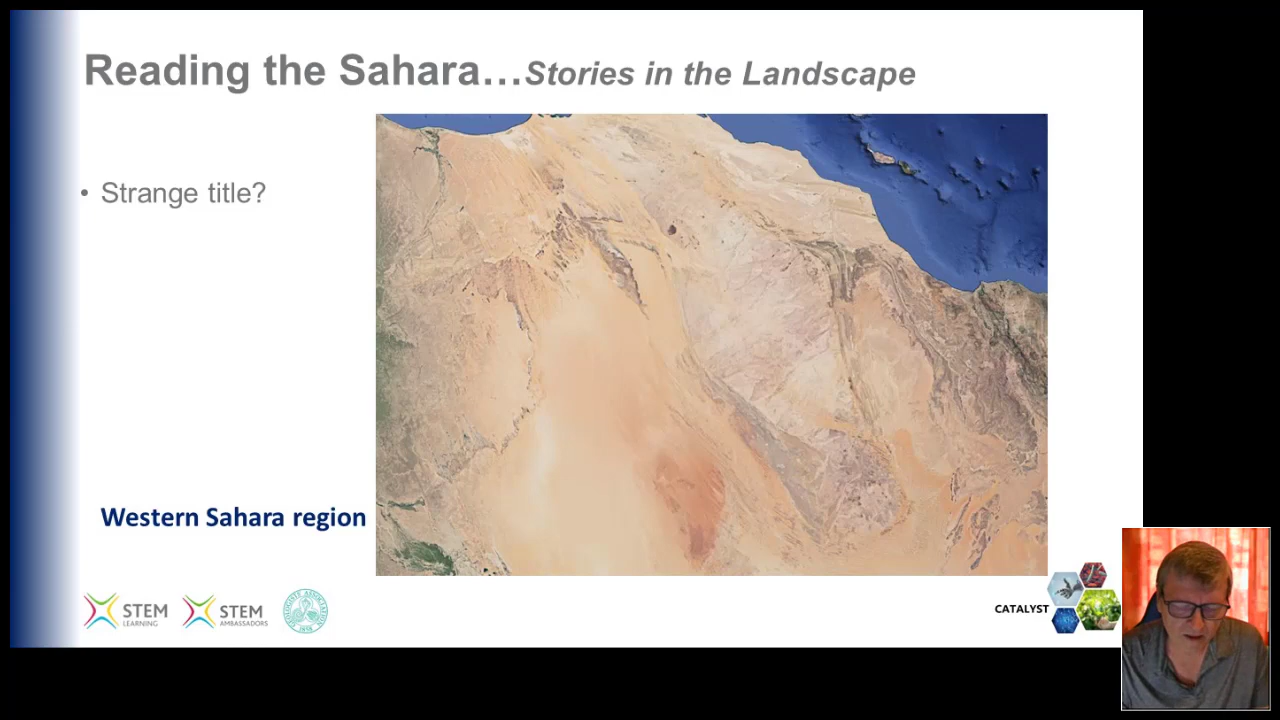 Reading the Sahara…Stories in the Landscape
• Strange title?
Western Sahara region
STEM
LEARNING
STEM
AMBASSADORS
CATALYST